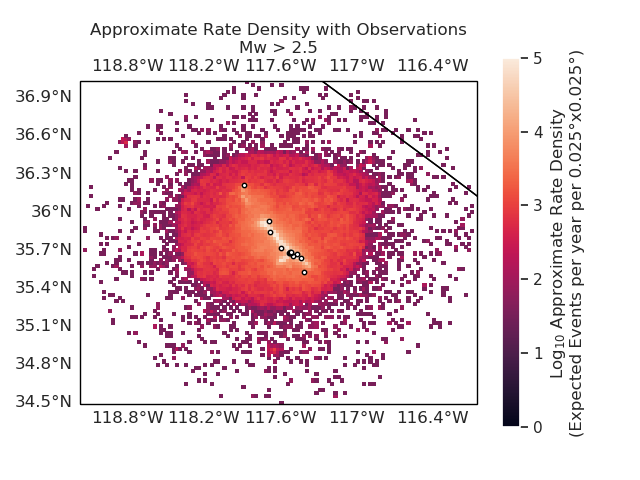 Approximate Rate Density with Observations
Mw > 2.5
118.8°W 118.2°W 117.6°W 117°W 116.4°W
36.9°N
36.6°N
36.3°N
36°N
35.7°N
35.4°N
35.1°N
34.8°N
34.5°N
118.8°W 118.2°W 117.6°W 117°W 116.4°W
5
4
3
2
1
0
Log₁₀ Approximate Rate Density
(Expected Events per year per 0.025°x0.025°)